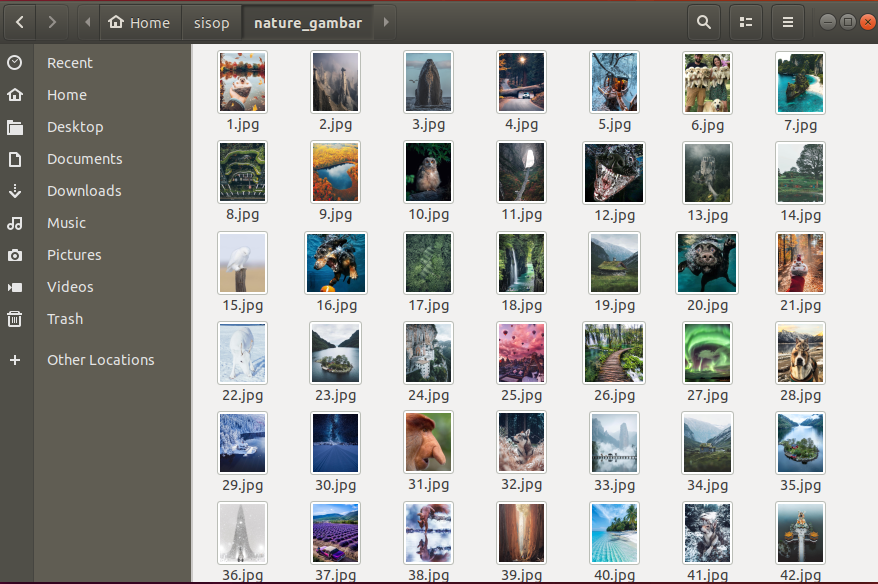 Home sisop nature_gambar
Recent
Home
Desktop
Documents
Downloads
Music
Pictures
Videos
Trash
Other Locations
1.jpg 2.jpg 3.jpg 4.jpg 5.jpg 6.jpg 7.jpg
8.jpg 9.jpg 10.jpg 11.jpg 12.jpg 13.jpg 14.jpg
15.jpg 16.jpg 17.jpg 18.jpg 19.jpg 20.jpg 21.jpg
22.jpg 23.jpg 24.jpg 25.jpg 26.jpg 27.jpg 28.jpg
29.jpg 30.jpg 31.jpg 32.jpg 33.jpg 34.jpg 35.jpg
36.jpg 37.jpg 38.jpg 39.jpg 40.jpg 41.jpg 42.jpg